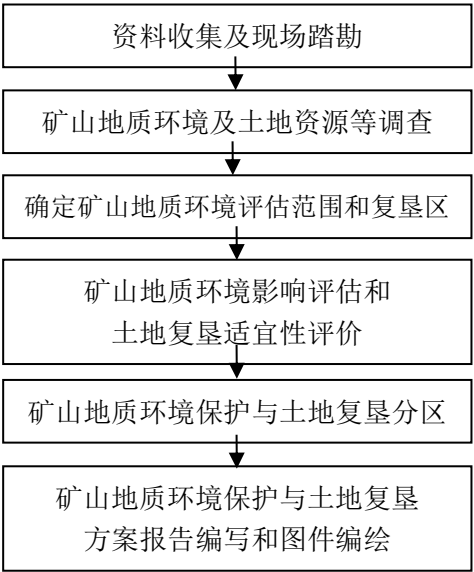 资料收集及现场踏勘
矿山地质环境及土地资源等调查
确定矿山地质环境评估范围和复垦区
矿山地质环境影响评估和
土地复垦适宜性评价
矿山地质环境保护与土地复垦分区
矿山地质环境保护与土地复垦
方案报告编写和图件编绘